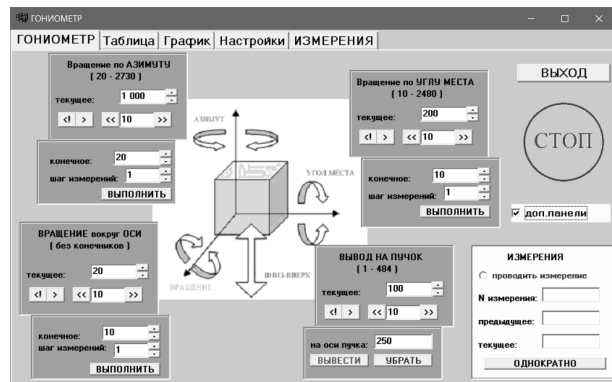 ГОНИОМЕТР
ГОНИОМЕТР Таблица График Настройки ИЗМЕРЕНИЯ
Вращение по АЗИМУТУ
( 20 - 2730 )
текущее: 1 000
<! > << 10 >>
конечное: 20
шаг измерений: 1
ВЫПОЛНИТЬ
ВРАЩЕНИЕ вокруг ОСИ
( без конечников )
текущее: 20
<! > << 10 >>
конечное: 10
шаг измерений: 1
ВЫПОЛНИТЬ
АЗИМУТ
УГОЛ МЕСТА
ВНИЗ-ВВЕРХ
ВРАЩЕНИЕ
Вращение по УГЛУ МЕСТА
( 10 - 2480 )
текущее: 200
<! > << 10 >>
конечное: 10
шаг измерений: 1
ВЫПОЛНИТЬ
ВЫВОД НА ПУЧОК
( 1 - 484 )
текущее: 100
<! > << 10 >>
на оси пучка: 250
ВЫВЕСТИ УБРАТЬ
ВЫХОД
СТОП
доп.панели
ИЗМЕРЕНИЯ
проводить измерение
N измерения:
предыдущее:
текущее:
ОДНОКРАТНО